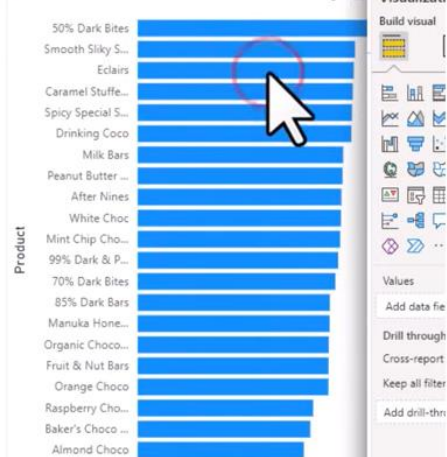 Build visual
50% Dark Bites
Smooth Sliky S...
Eclairs
Caramel Stuffe...
Spicy Special S...
Drinking Coco
Milk Bars
Peanut Butter ...
After Nines
White Choc
Mint Chip Cho...
99% Dark & P...
70% Dark Bites
85% Dark Bars
Manuka Hone...
Organic Choco...
Fruit & Nut Bars
Orange Choco
Raspberry Cho...
Baker's Choco ...
Almond Choco
Product
Values
Add data fie
Drill through
Cross-report
Keep all filter
Add drill-thro